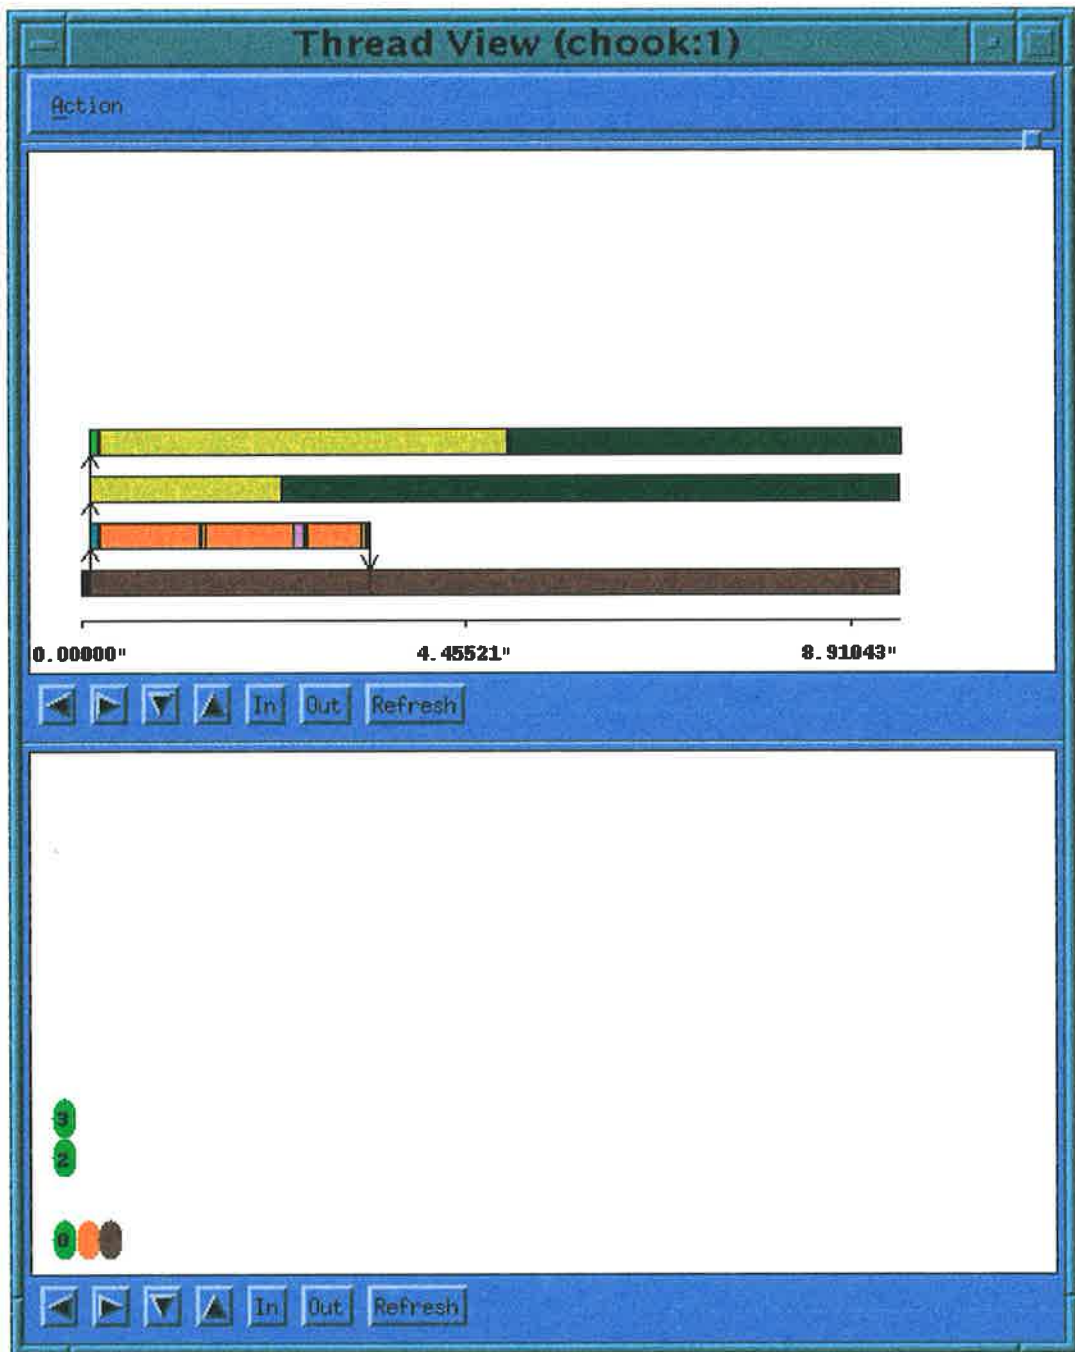 Thread View (chook:1)
Action
0.00000" 4.45521" 8.91043"
In Out Refresh
3
2
0
In Out Refresh